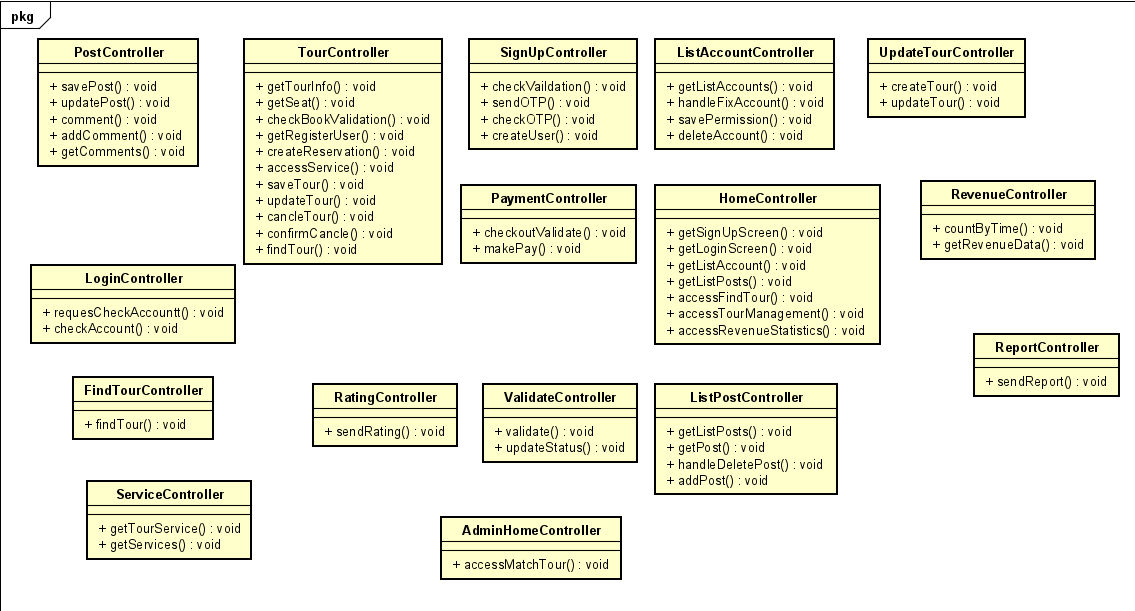 pkg
PostController
+ savePost() : void
+ updatePost() : void
+ comment() : void
+ addComment() : void
+ getComments() : void
TourController
+ getTourInfo() : void
+ getSeat() : void
+ checkBookValidation() : void
+ getRegisterUser() : void
+ createReservation() : void
+ accessService() : void
+ saveTour() : void
+ updateTour() : void
+ cancleTour() : void
+ confirmCancle() : void
+ findTour() : void
SignUpController
+ checkVaildation() : void
+ sendOTP() : void
+ checkOTP() : void
+ createUser() : void
ListAccountController
+ getListAccounts() : void
+ handleFixAccount() : void
+ savePermission() : void
+ deleteAccount() : void
UpdateTourController
+ createTour() : void
+ updateTour() : void
PaymentController
+ checkoutValidate() : void
+ makePay() : void
HomeController
+ getSignUpScreen() : void
+ getLoginScreen() : void
+ getListAccount() : void
+ getListPosts() : void
+ accessFindTour() : void
+ accessTourManagement() : void
+ accessRevenueStatistics() : void
RevenueController
+ countByTime() : void
+ getRevenueData() : void
LoginController
+ requesCheckAccountt() : void
+ checkAccount() : void
ReportController
+ sendReport() : void
FindTourController
+ findTour() : void
RatingController
+ sendRating() : void
ValidateController
+ validate() : void
+ updateStatus() : void
ListPostController
+ getListPosts() : void
+ getPost() : void
+ handleDeletePost() : void
+ addPost() : void
ServiceController
+ getTourService() : void
+ getServices() : void
AdminHomeController
+ accessMatchTour() : void